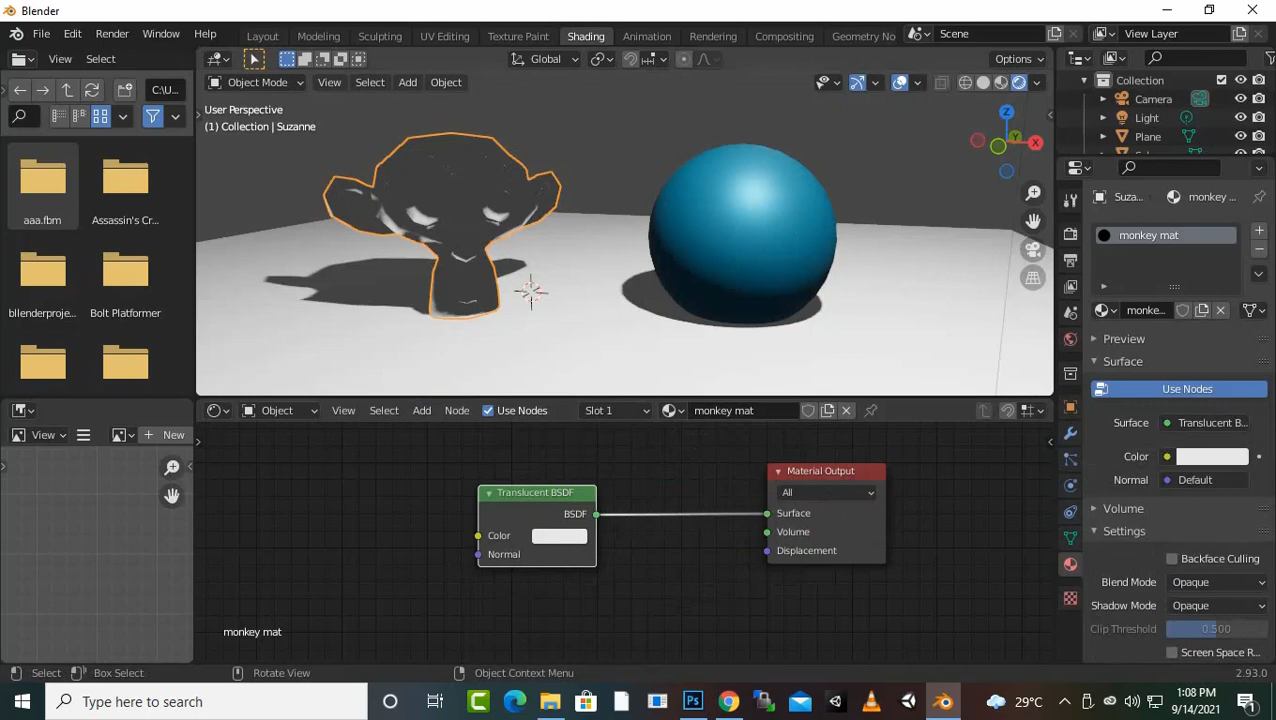 Blender
File Edit Render Window Help Layout Modeling Sculpting UV Editing Texture Paint Shading Animation Rendering Compositing Geometry No Scene View Layer
View Select Global Options
C:\U... Object Mode View Select Add Object Collection
User Perspective
(1) Collection | Suzanne
Camera
Light
Plane
Z
Y
X
aaa.fbm Assassin's Cr...
bllenderproje... Bolt Platformer
Suza... monkey ...
monkey mat
monke...
Preview
Surface
Use Nodes
Surface: Translucent B...
Color:
Normal: Default
Volume
Settings
Backface Culling
Blend Mode: Opaque
Shadow Mode: Opaque
Clip Threshold 0.500
Screen Space R...
View New
Object View Select Add Node Use Nodes Slot 1 monkey mat
Translucent BSDF
BSDF
Color
Normal
Material Output
All
Surface
Volume
Displacement
monkey mat
Select Box Select Rotate View Object Context Menu 2.93.0
Type here to search
Ps
29°C
1:08 PM
9/14/2021
1